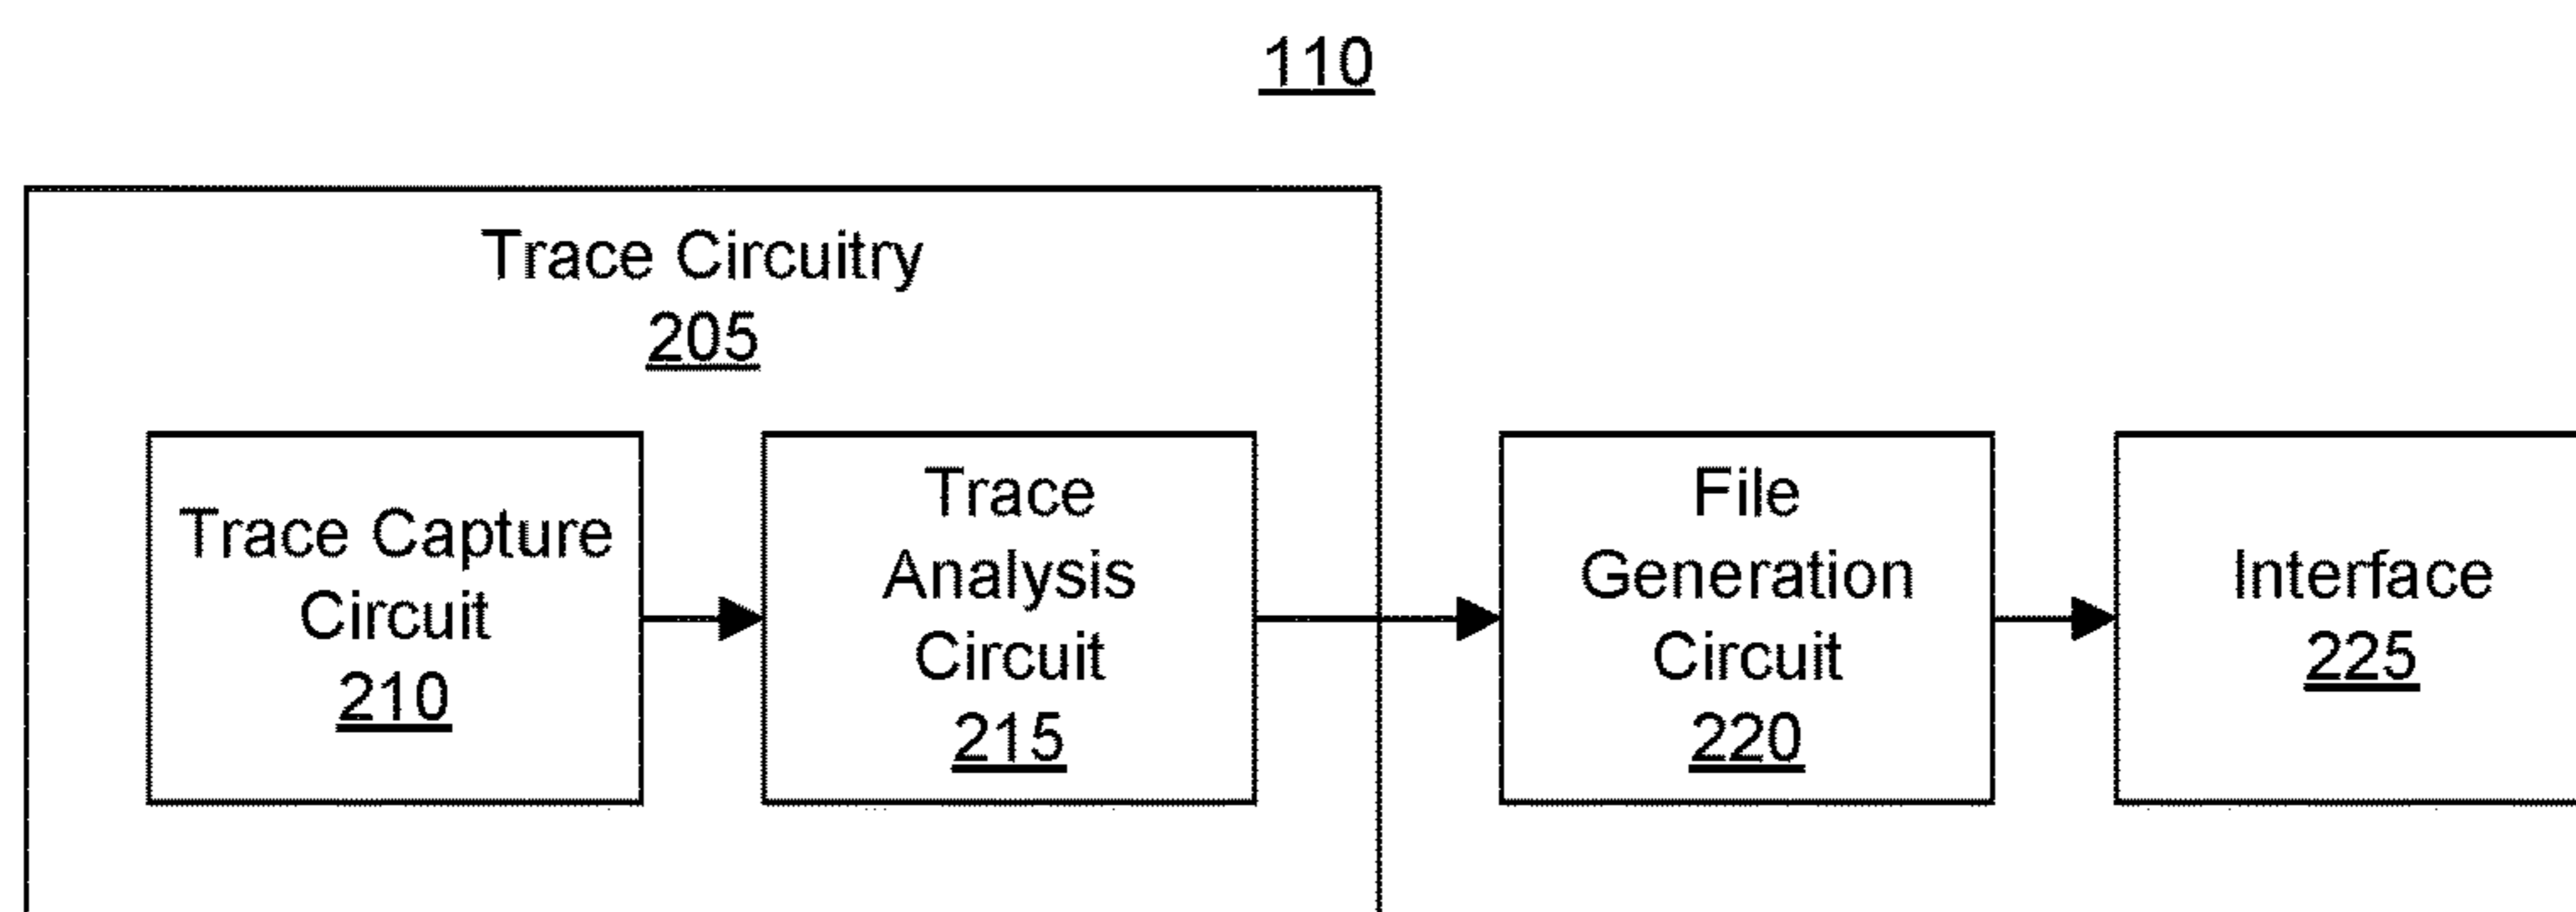 110
Trace Circuitry
205
Trace Capture
Circuit
210
Trace
Analysis
Circuit
215
File
Generation
Circuit
220
Interface
225